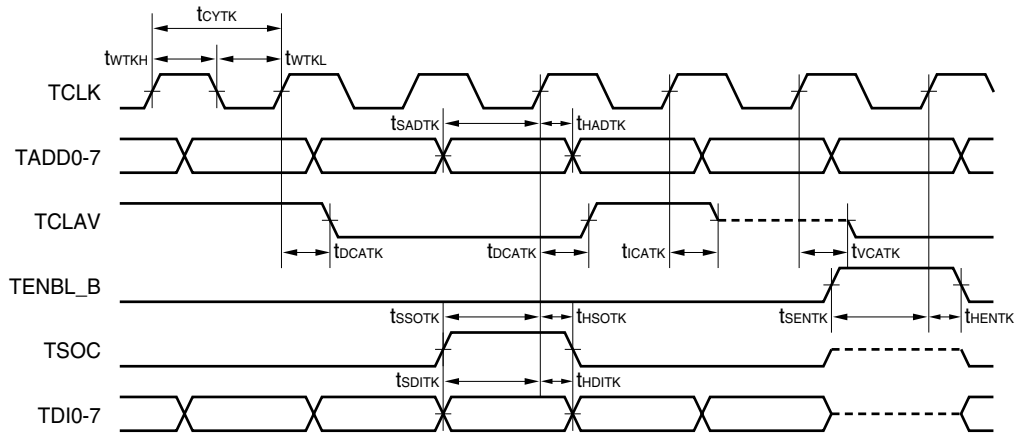 tCYTK
tWTKH tWTKL
TCLK
tSADTK tHADTK
TADD0-7
TCLAV
tDCATK tDCATK tICATK tVCATK
TENBL_B
tSSOTK tHSOTK tSENTK tHENTK
TSOC
tSDITK tHDITK
TDI0-7